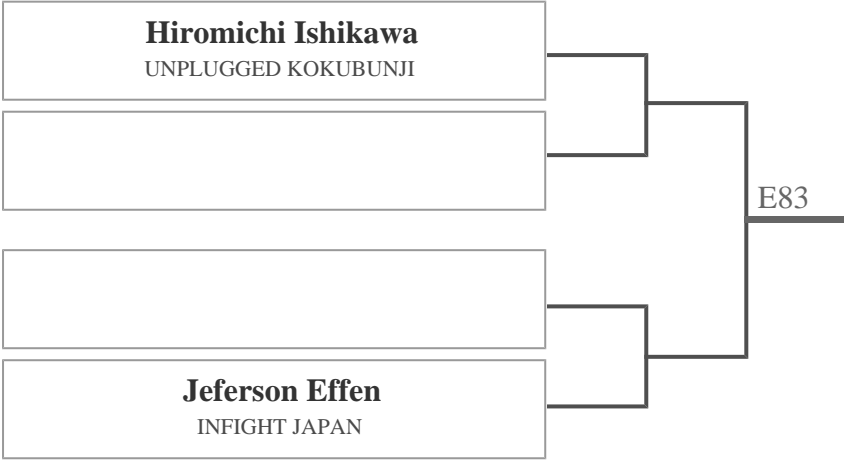 Hiromichi Ishikawa
UNPLUGGED KOKUBUNJI
E83
Jeferson Effen
INFIGHT JAPAN